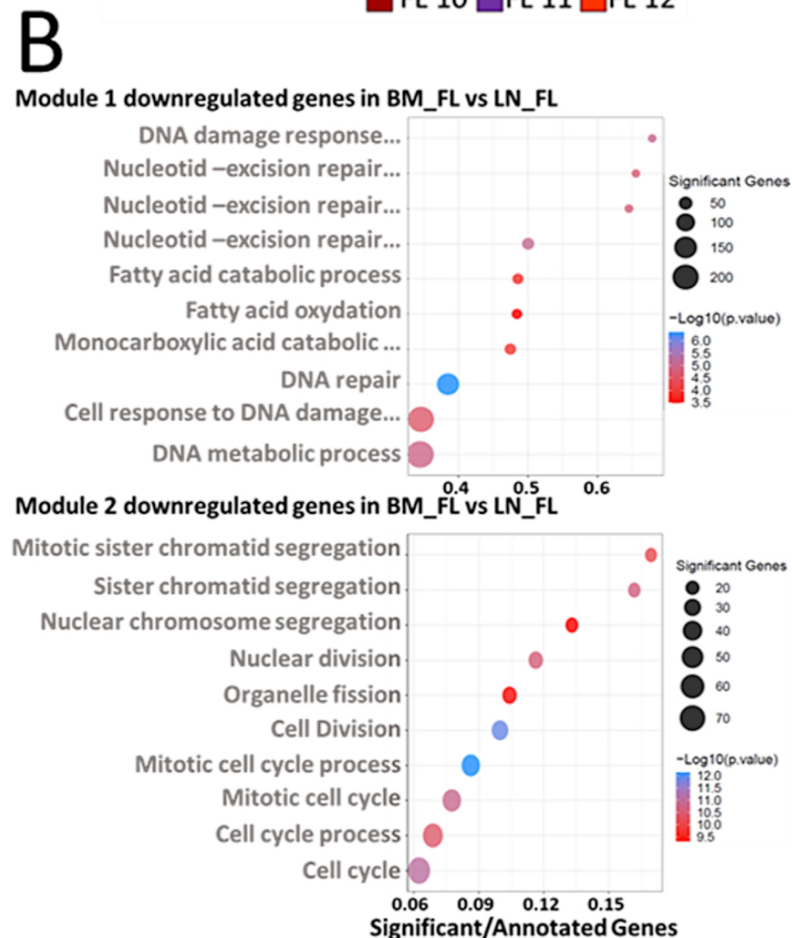 FL 10 FL 11 FL 12
B
Module 1 downregulated genes in BM_FL vs LN_FL
DNA damage response...
Nucleotid –excision repair...
Nucleotid –excision repair...
Nucleotid –excision repair...
Fatty acid catabolic process
Fatty acid oxydation
Monocarboxylic acid catabolic ...
DNA repair
Cell response to DNA damage...
DNA metabolic process
0.4 0.5 0.6
Significant Genes
50
100
150
200
−Log10(p.value)
6.0
5.5
5.0
4.5
4.0
3.5
Module 2 downregulated genes in BM_FL vs LN_FL
Mitotic sister chromatid segregation
Sister chromatid segregation
Nuclear chromosome segregation
Nuclear division
Organelle fission
Cell Division
Mitotic cell cycle process
Mitotic cell cycle
Cell cycle process
Cell cycle
0.06 0.09 0.12 0.15
Significant/Annotated Genes
Significant Genes
20
30
40
50
60
70
−Log10(p.value)
12.0
11.5
11.0
10.5
10.0
9.5